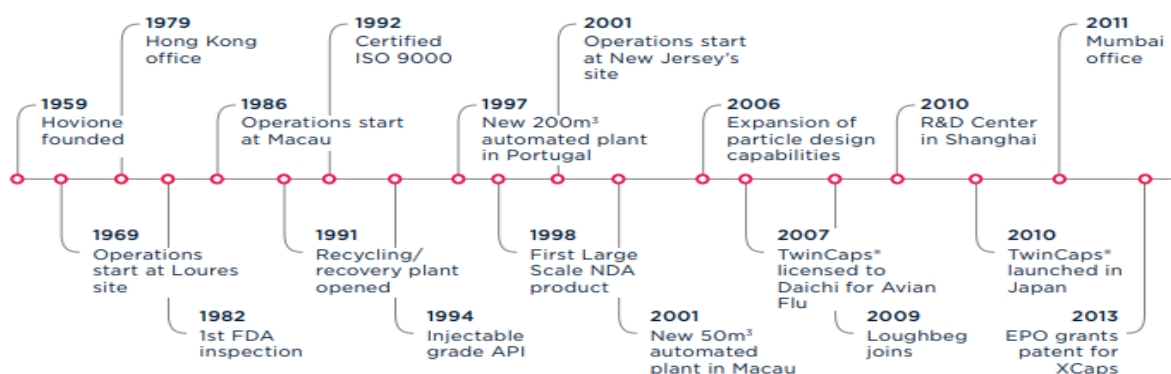 1979
Hong Kong
office
1992
Certified
ISO 9000
2001
Operations start
at New Jersey's
site
2011
Mumbai
office
1959
Hovione
founded
1986
Operations start
at Macau
1997
New 200m³
automated plant
in Portugal
2006
Expansion of
particle design
capabilities
2010
R&D Center
in Shanghai
1969
Operations
start at Loures
site
1991
Recycling/
recovery plant
opened
1998
First Large
Scale NDA
product
2007
TwinCaps®
licensed to
Daichi for Avian
Flu
2010
TwinCaps®
launched in
Japan
1982
1st FDA
inspection
1994
Injectable
grade API
2001
New 50m³
automated
plant in Macau
2009
Loughbeg
joins
2013
EPO grants
patent for
XCaps